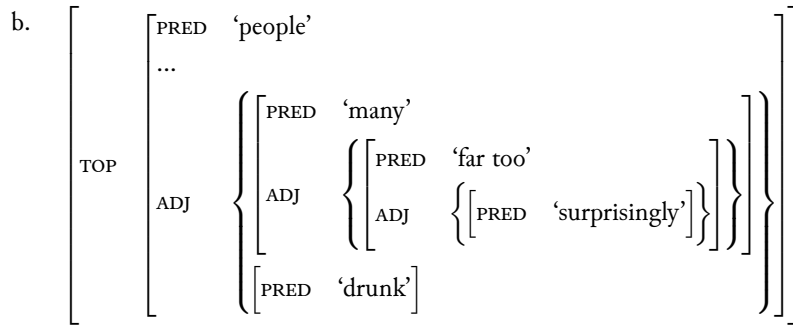 b.
PRED ‘people’
...
PRED ‘many’
PRED ‘far too’
TOP
ADJ
ADJ
ADJ
PRED ‘surprisingly’
PRED ‘drunk’